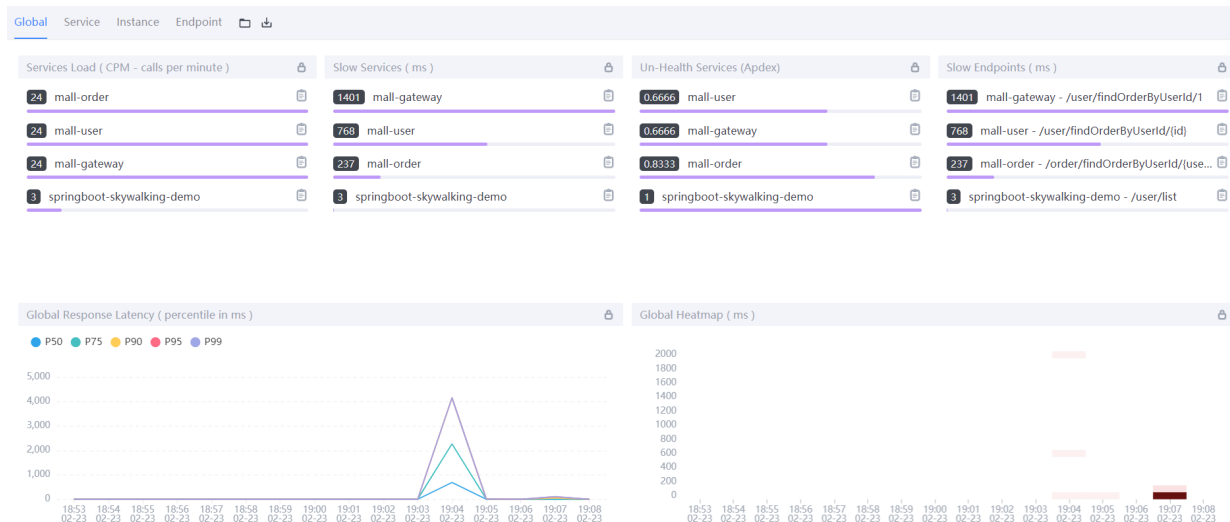 Global Service Instance Endpoint
Services Load ( CPM - calls per minute )
24 mall-order
24 mall-user
24 mall-gateway
3 springboot-skywalking-demo
Slow Services ( ms )
1401 mall-gateway
768 mall-user
237 mall-order
3 springboot-skywalking-demo
Un-Health Services (Apdex)
0.6666 mall-user
0.6666 mall-gateway
0.8333 mall-order
1 springboot-skywalking-demo
Slow Endpoints ( ms )
1401 mall-gateway - /user/findOrderByUserId/1
768 mall-user - /user/findOrderByUserId/{id}
237 mall-order - /order/findOrderByUserId/{use...
3 springboot-skywalking-demo - /user/list
Global Response Latency ( percentile in ms )
P50 P75 P90 P95 P99
5,000
4,000
3,000
2,000
1,000
0
18:53 18:54 18:55 18:56 18:57 18:58 18:59 19:00 19:01 19:02 19:03 19:04 19:05 19:06 19:07 19:08
02-23 02-23 02-23 02-23 02-23 02-23 02-23 02-23 02-23 02-23 02-23 02-23 02-23 02-23 02-23 02-23
Global Heatmap ( ms )
2000
1800
1600
1400
1200
1000
800
600
400
200
0
18:53 18:54 18:55 18:56 18:57 18:58 18:59 19:00 19:01 19:02 19:03 19:04 19:05 19:06 19:07 19:08
02-23 02-23 02-23 02-23 02-23 02-23 02-23 02-23 02-23 02-23 02-23 02-23 02-23 02-23 02-23 02-23